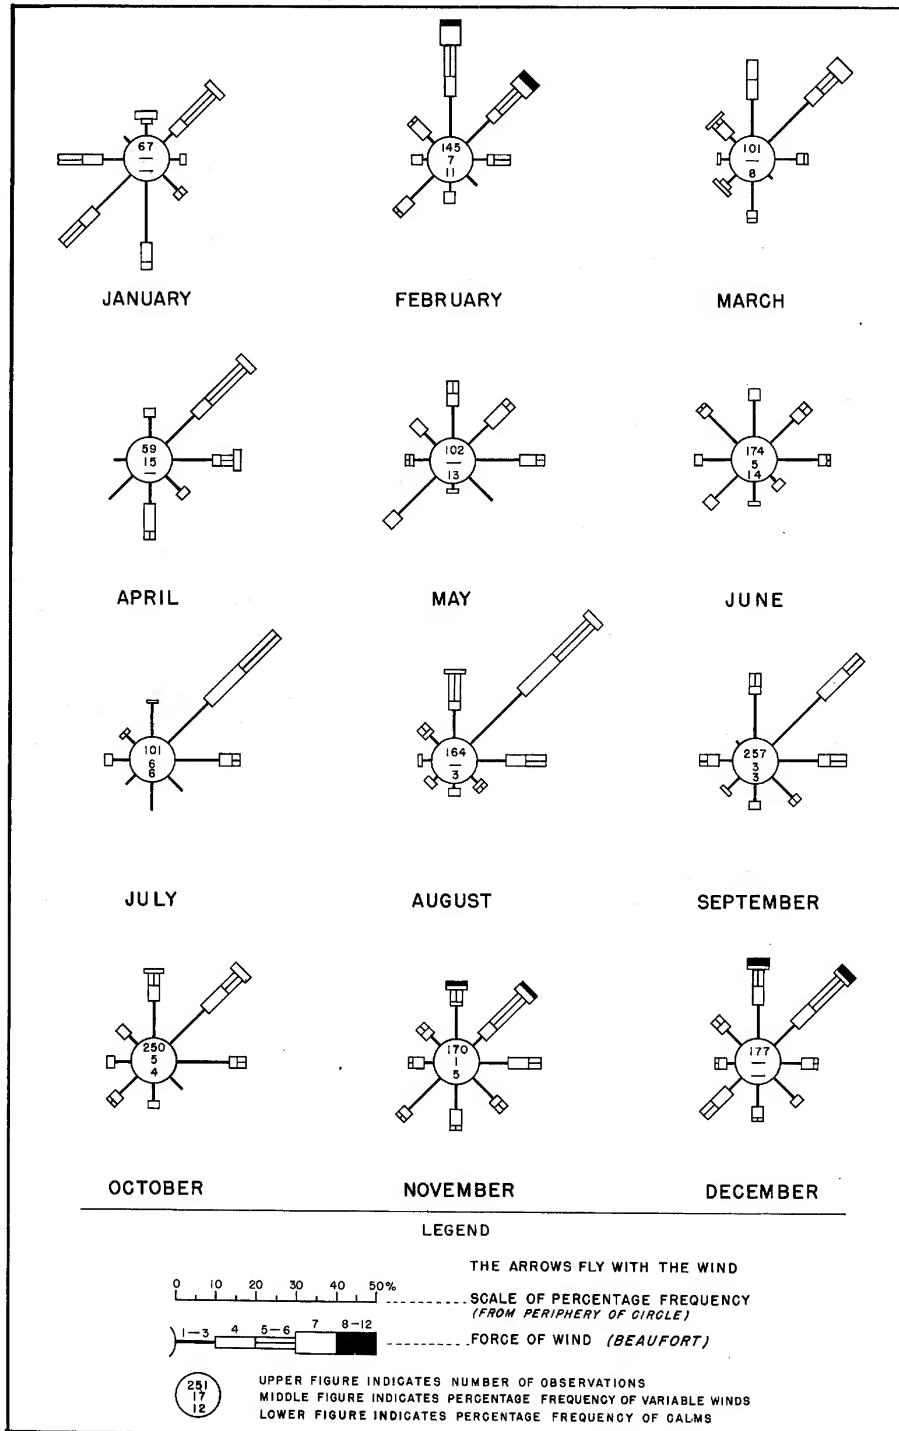 67
—
—
145
7
11
101
—
8
JANUARY
FEBRUARY
MARCH
59
15
—
102
—
13
174
5
14
APRIL
MAY
JUNE
101
6
6
164
—
3
257
3
3
JULY
AUGUST
SEPTEMBER
250
5
4
170
1
5
177
—
—
OCTOBER
NOVEMBER
DECEMBER
LEGEND
THE ARROWS FLY WITH THE WIND
0 10 20 30 40 50%
SCALE OF PERCENTAGE FREQUENCY
(FROM PERIPHERY OF CIRCLE)
1—3 4 5—6 7 8—12
FORCE OF WIND (BEAUFORT)
251
17
12
UPPER FIGURE INDICATES NUMBER OF OBSERVATIONS
MIDDLE FIGURE INDICATES PERCENTAGE FREQUENCY OF VARIABLE WINDS
LOWER FIGURE INDICATES PERCENTAGE FREQUENCY OF CALMS